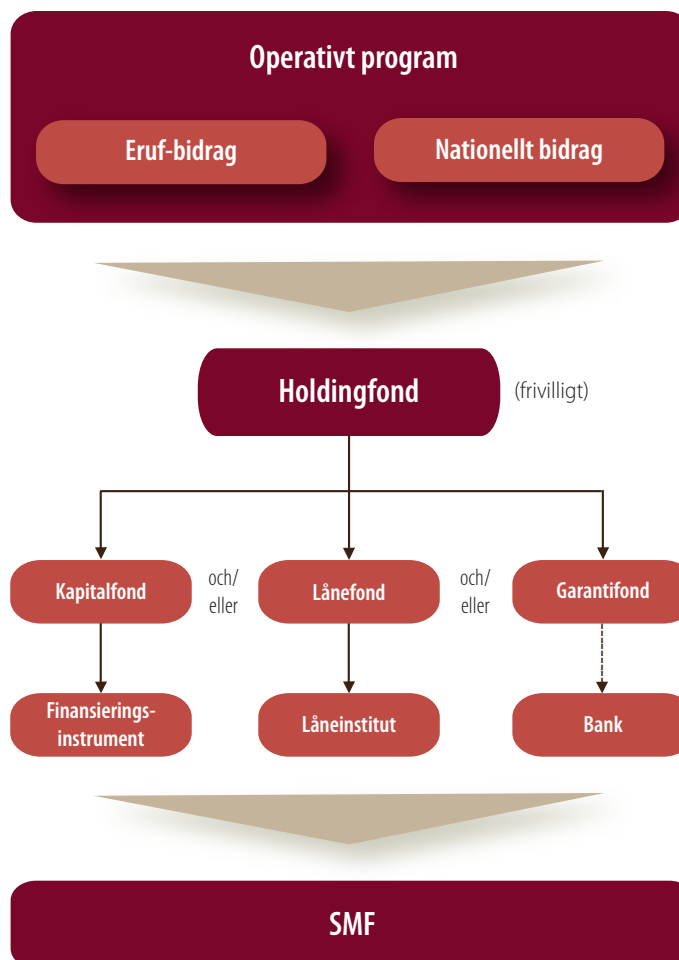 Operativt program
Eruf-bidrag
Nationellt bidrag
Holdingfond
(frivilligt)
Kapitalfond
och/
eller
Lånefond
och/
eller
Garantifond
Finansierings-
instrument
Låneinstitut
Bank
SMF